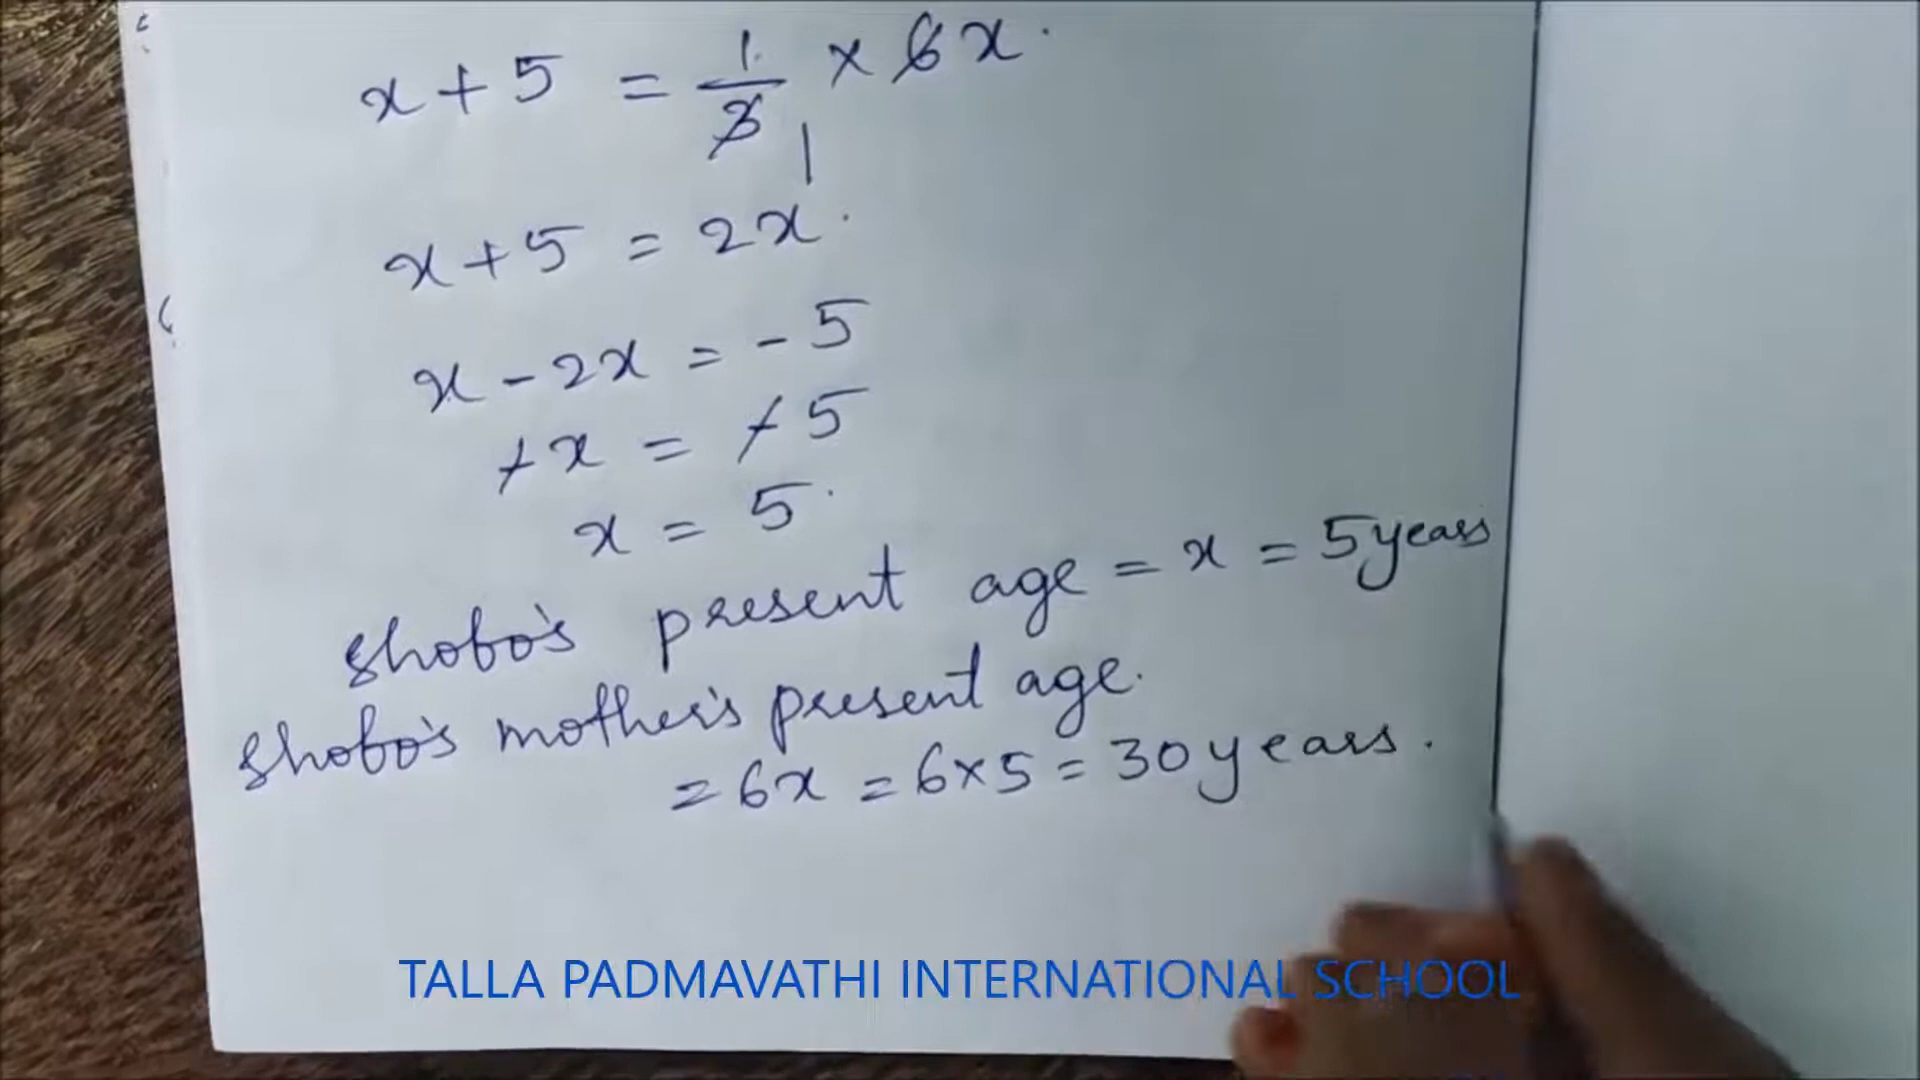 x + 5 = 1/3 × 6x.
1
x + 5 = 2x.
x - 2x = -5
-x = -5
x = 5.
Shobo's present age = x = 5 years
Shobo's mother's present age.
= 6x = 6×5 = 30 years.
TALLA PADMAVATHI INTERNATIONAL SCHOOL